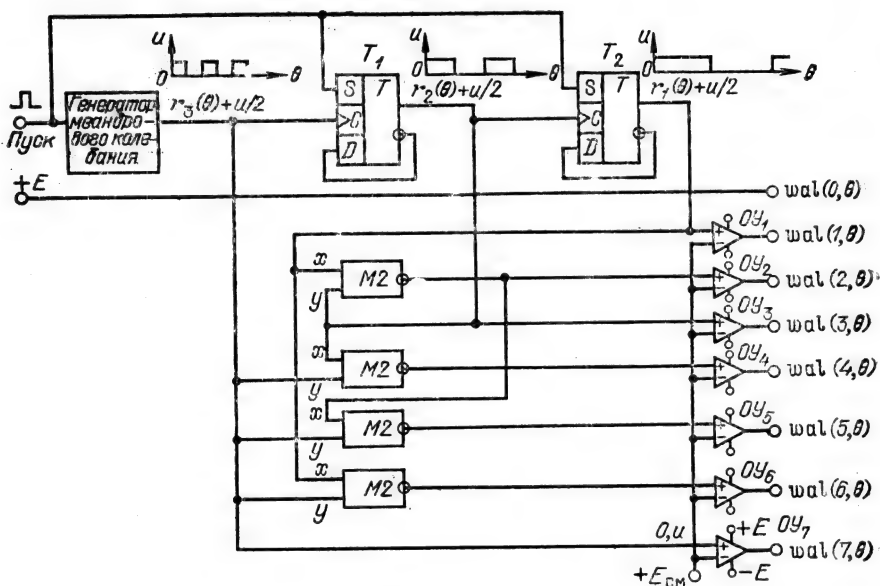 u
u
u
0
θ
T₁
0
θ
T₂
0
θ
Генератор
меандро-
вого коле-
бания
r₃(θ)+u/2
S
T
C
D
r₂(θ)+u/2
S
T
C
D
r₁(θ)+u/2
Пуск
+E
wal(0,θ)
ОУ₁
wal(1,θ)
x
M2
y
ОУ₂
wal(2,θ)
ОУ₃
wal(3,θ)
x
M2
y
ОУ₄
wal(4,θ)
x
M2
y
ОУ₅
wal(5,θ)
x
M2
y
ОУ₆
wal(6,θ)
0,u
+E
ОУ₇
wal(7,θ)
+Eсм
-E